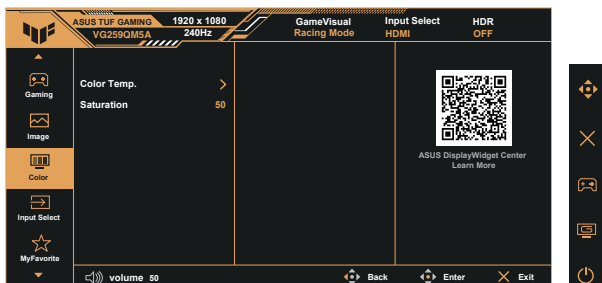 ASUS TUF GAMING
VG259QM5A
1920 x 1080
240Hz
GameVisual
Racing Mode
Input Select
HDMI
HDR
OFF
Gaming
Image
Color
Input Select
MyFavorite
Color Temp.
Saturation 50
ASUS DisplayWidget Center
Learn More
volume 50
Back
Enter
Exit